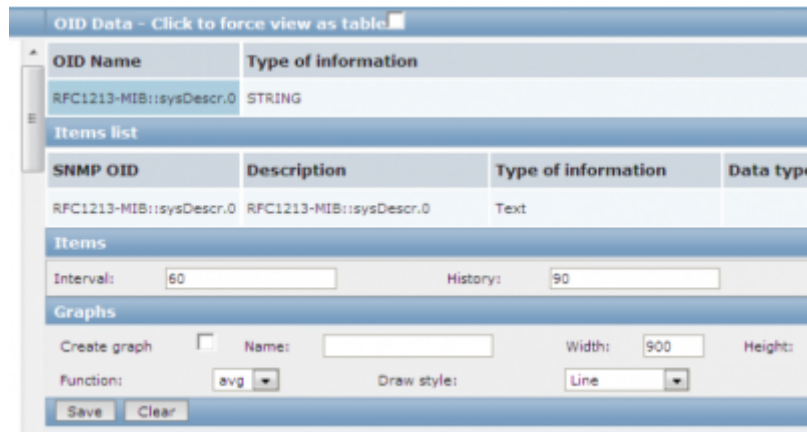 OID Data - Click to force view as table
OID Name Type of information
RFC1213-MIB::sysDescr.0 STRING
Items list
SNMP OID Description Type of information Data type
RFC1213-MIB::sysDescr.0 RFC1213-MIB::sysDescr.0 Text
Items
Interval: 60 History: 90
Graphs
Create graph Name: Width: 900 Height:
Function: avg Draw style: Line
Save Clear